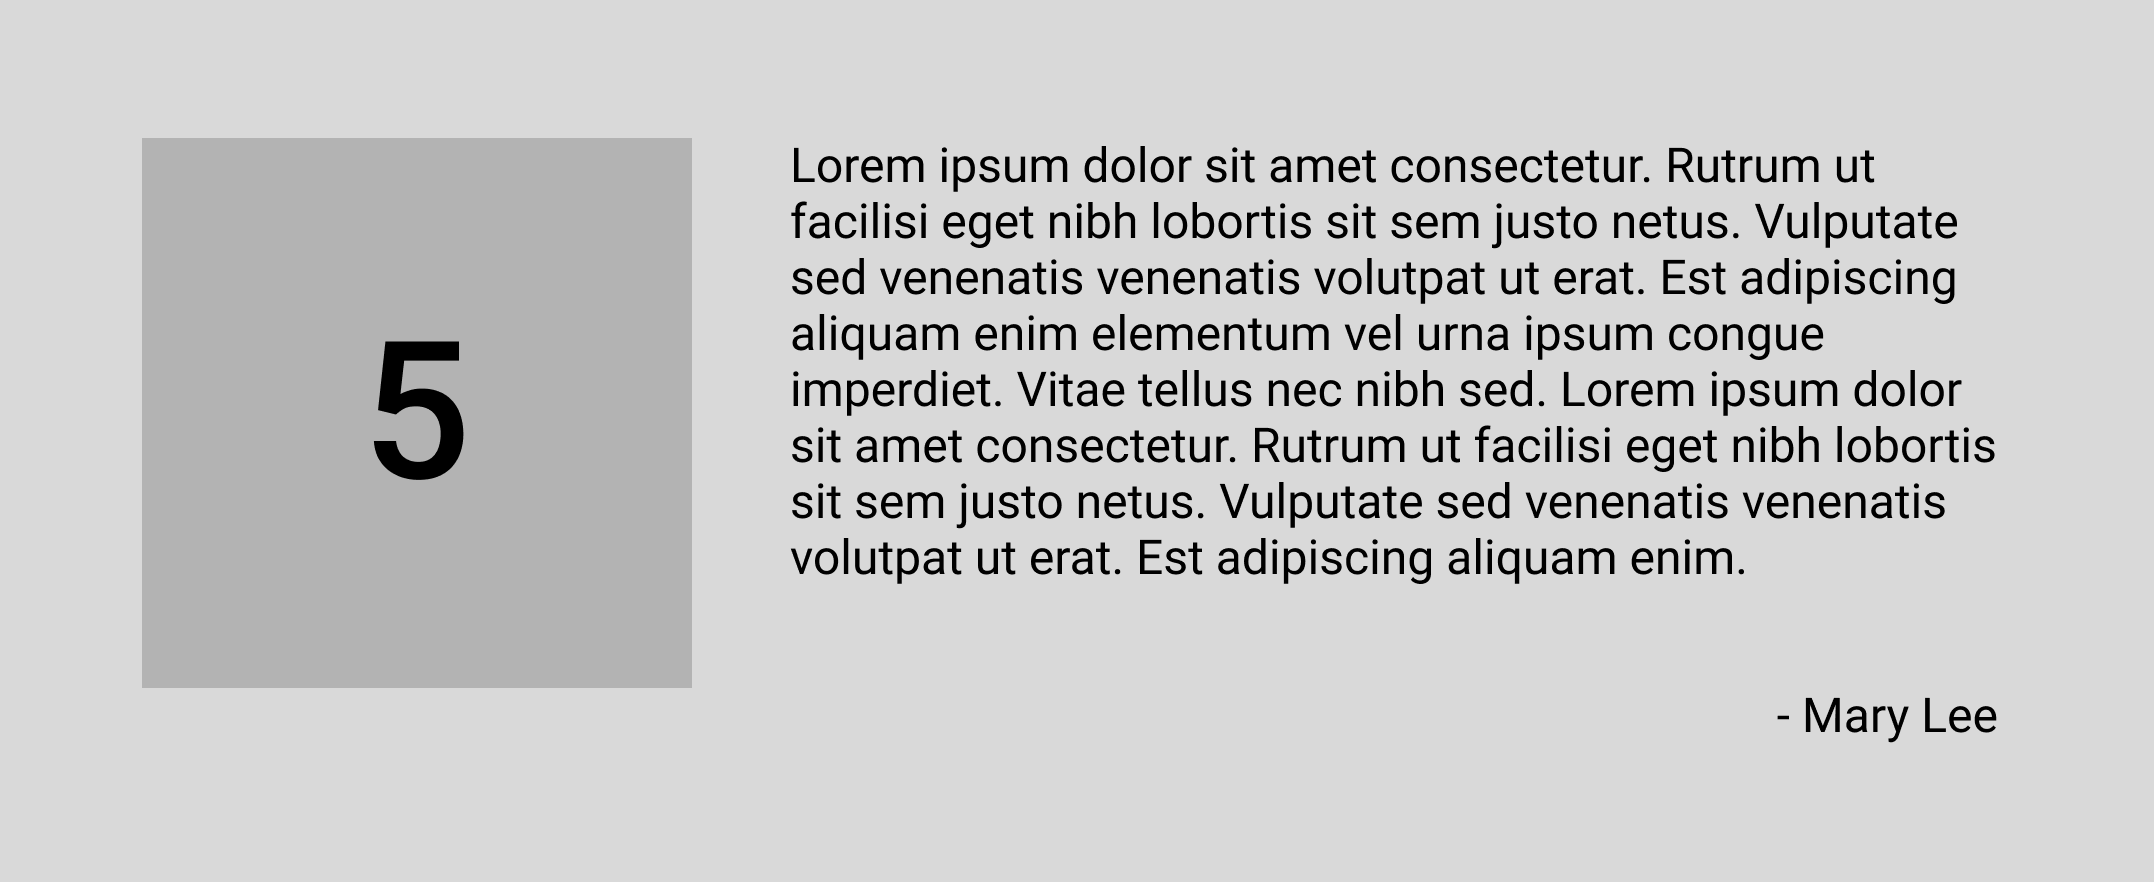 5
Lorem ipsum dolor sit amet consectetur. Rutrum ut
facilisi eget nibh lobortis sit sem justo netus. Vulputate
sed venenatis venenatis volutpat ut erat. Est adipiscing
aliquam enim elementum vel urna ipsum congue
imperdiet. Vitae tellus nec nibh sed. Lorem ipsum dolor
sit amet consectetur. Rutrum ut facilisi eget nibh lobortis
sit sem justo netus. Vulputate sed venenatis venenatis
volutpat ut erat. Est adipiscing aliquam enim.
- Mary Lee